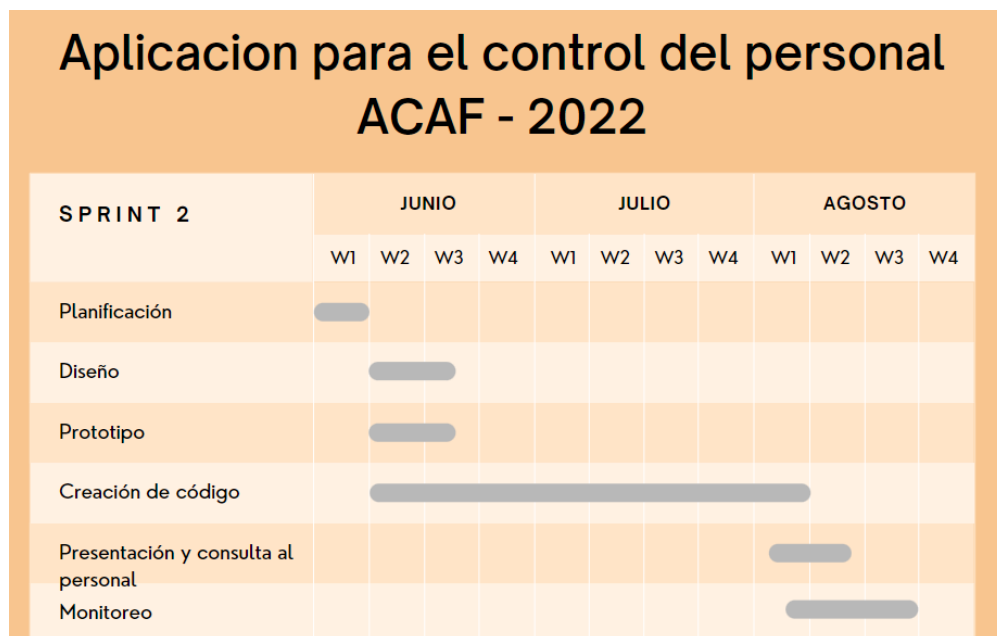 Aplicacion para el control del personal
ACAF - 2022
SPRINT 2
JUNIO JULIO AGOSTO
W1 W2 W3 W4 W1 W2 W3 W4 W1 W2 W3 W4
Planificación
Diseño
Prototipo
Creación de código
Presentación y consulta al
personal
Monitoreo